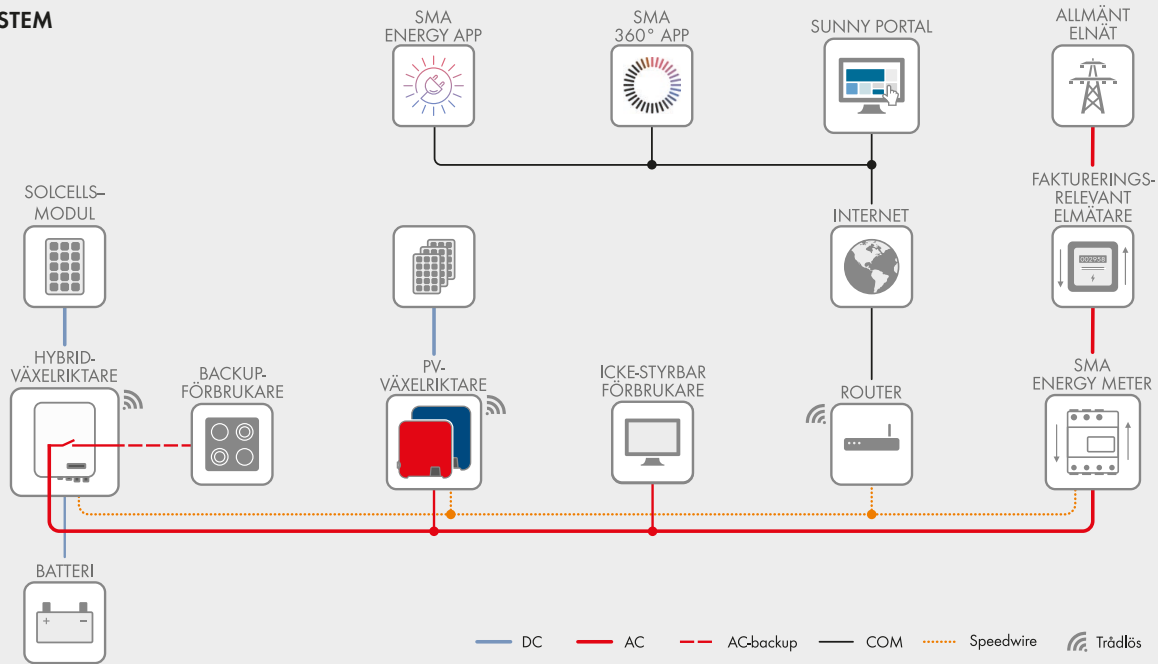 STEM
SMA
ENERGY APP
SMA
360° APP
SUNNY PORTAL
ALLMÄNT
ELNÄT
SOLCELLS–
MODUL
INTERNET
FAKTURERINGS-
RELEVANT
ELMÄTARE
002958
HYBRID-
VÄXELRIKTARE
BACKUP-
FÖRBRUKARE
PV-
VÄXELRIKTARE
ICKE-STYRBAR
FÖRBRUKARE
ROUTER
SMA
ENERGY METER
BATTERI
+ −
DC
AC
AC-backup
COM
Speedwire
Trådlös